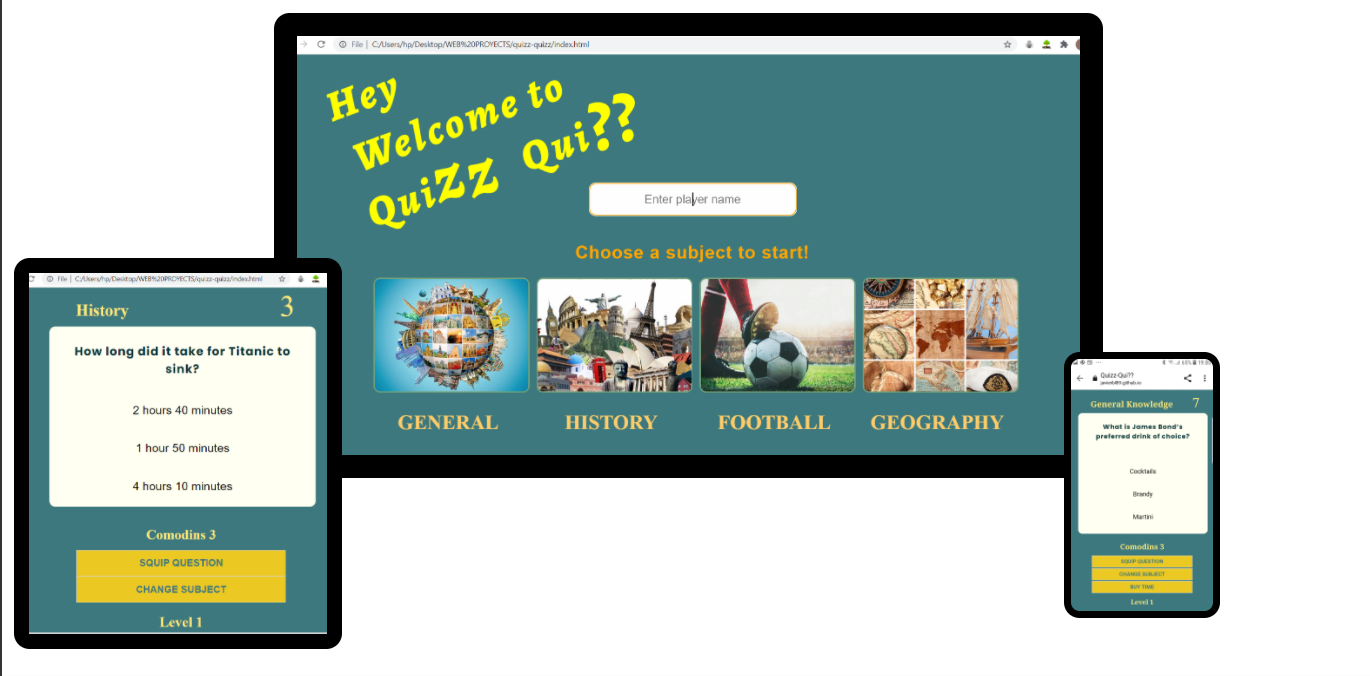 File | C:/Users/hp/Desktop/WEB%20PROYECTS/quizz-quizz/index.html
Hey
Welcome to
QuiZZ Qui??
Enter player name
Choose a subject to start!
GENERAL HISTORY FOOTBALL GEOGRAPHY
File | C:/Users/hp/Desktop/WEB%20PROYECTS/quizz-quizz/index.html
History 3
How long did it take for Titanic to
sink?
2 hours 40 minutes
1 hour 50 minutes
4 hours 10 minutes
Comodins 3
SQUIP QUESTION
CHANGE SUBJECT
Level 1
Quizz-Qui??
General Knowledge 7
What is James Bond's
preferred drink of choice?
Cocktails
Brandy
Martini
Comodins 3
SQUIP QUESTION
CHANGE SUBJECT
BUY TIME
Level 1